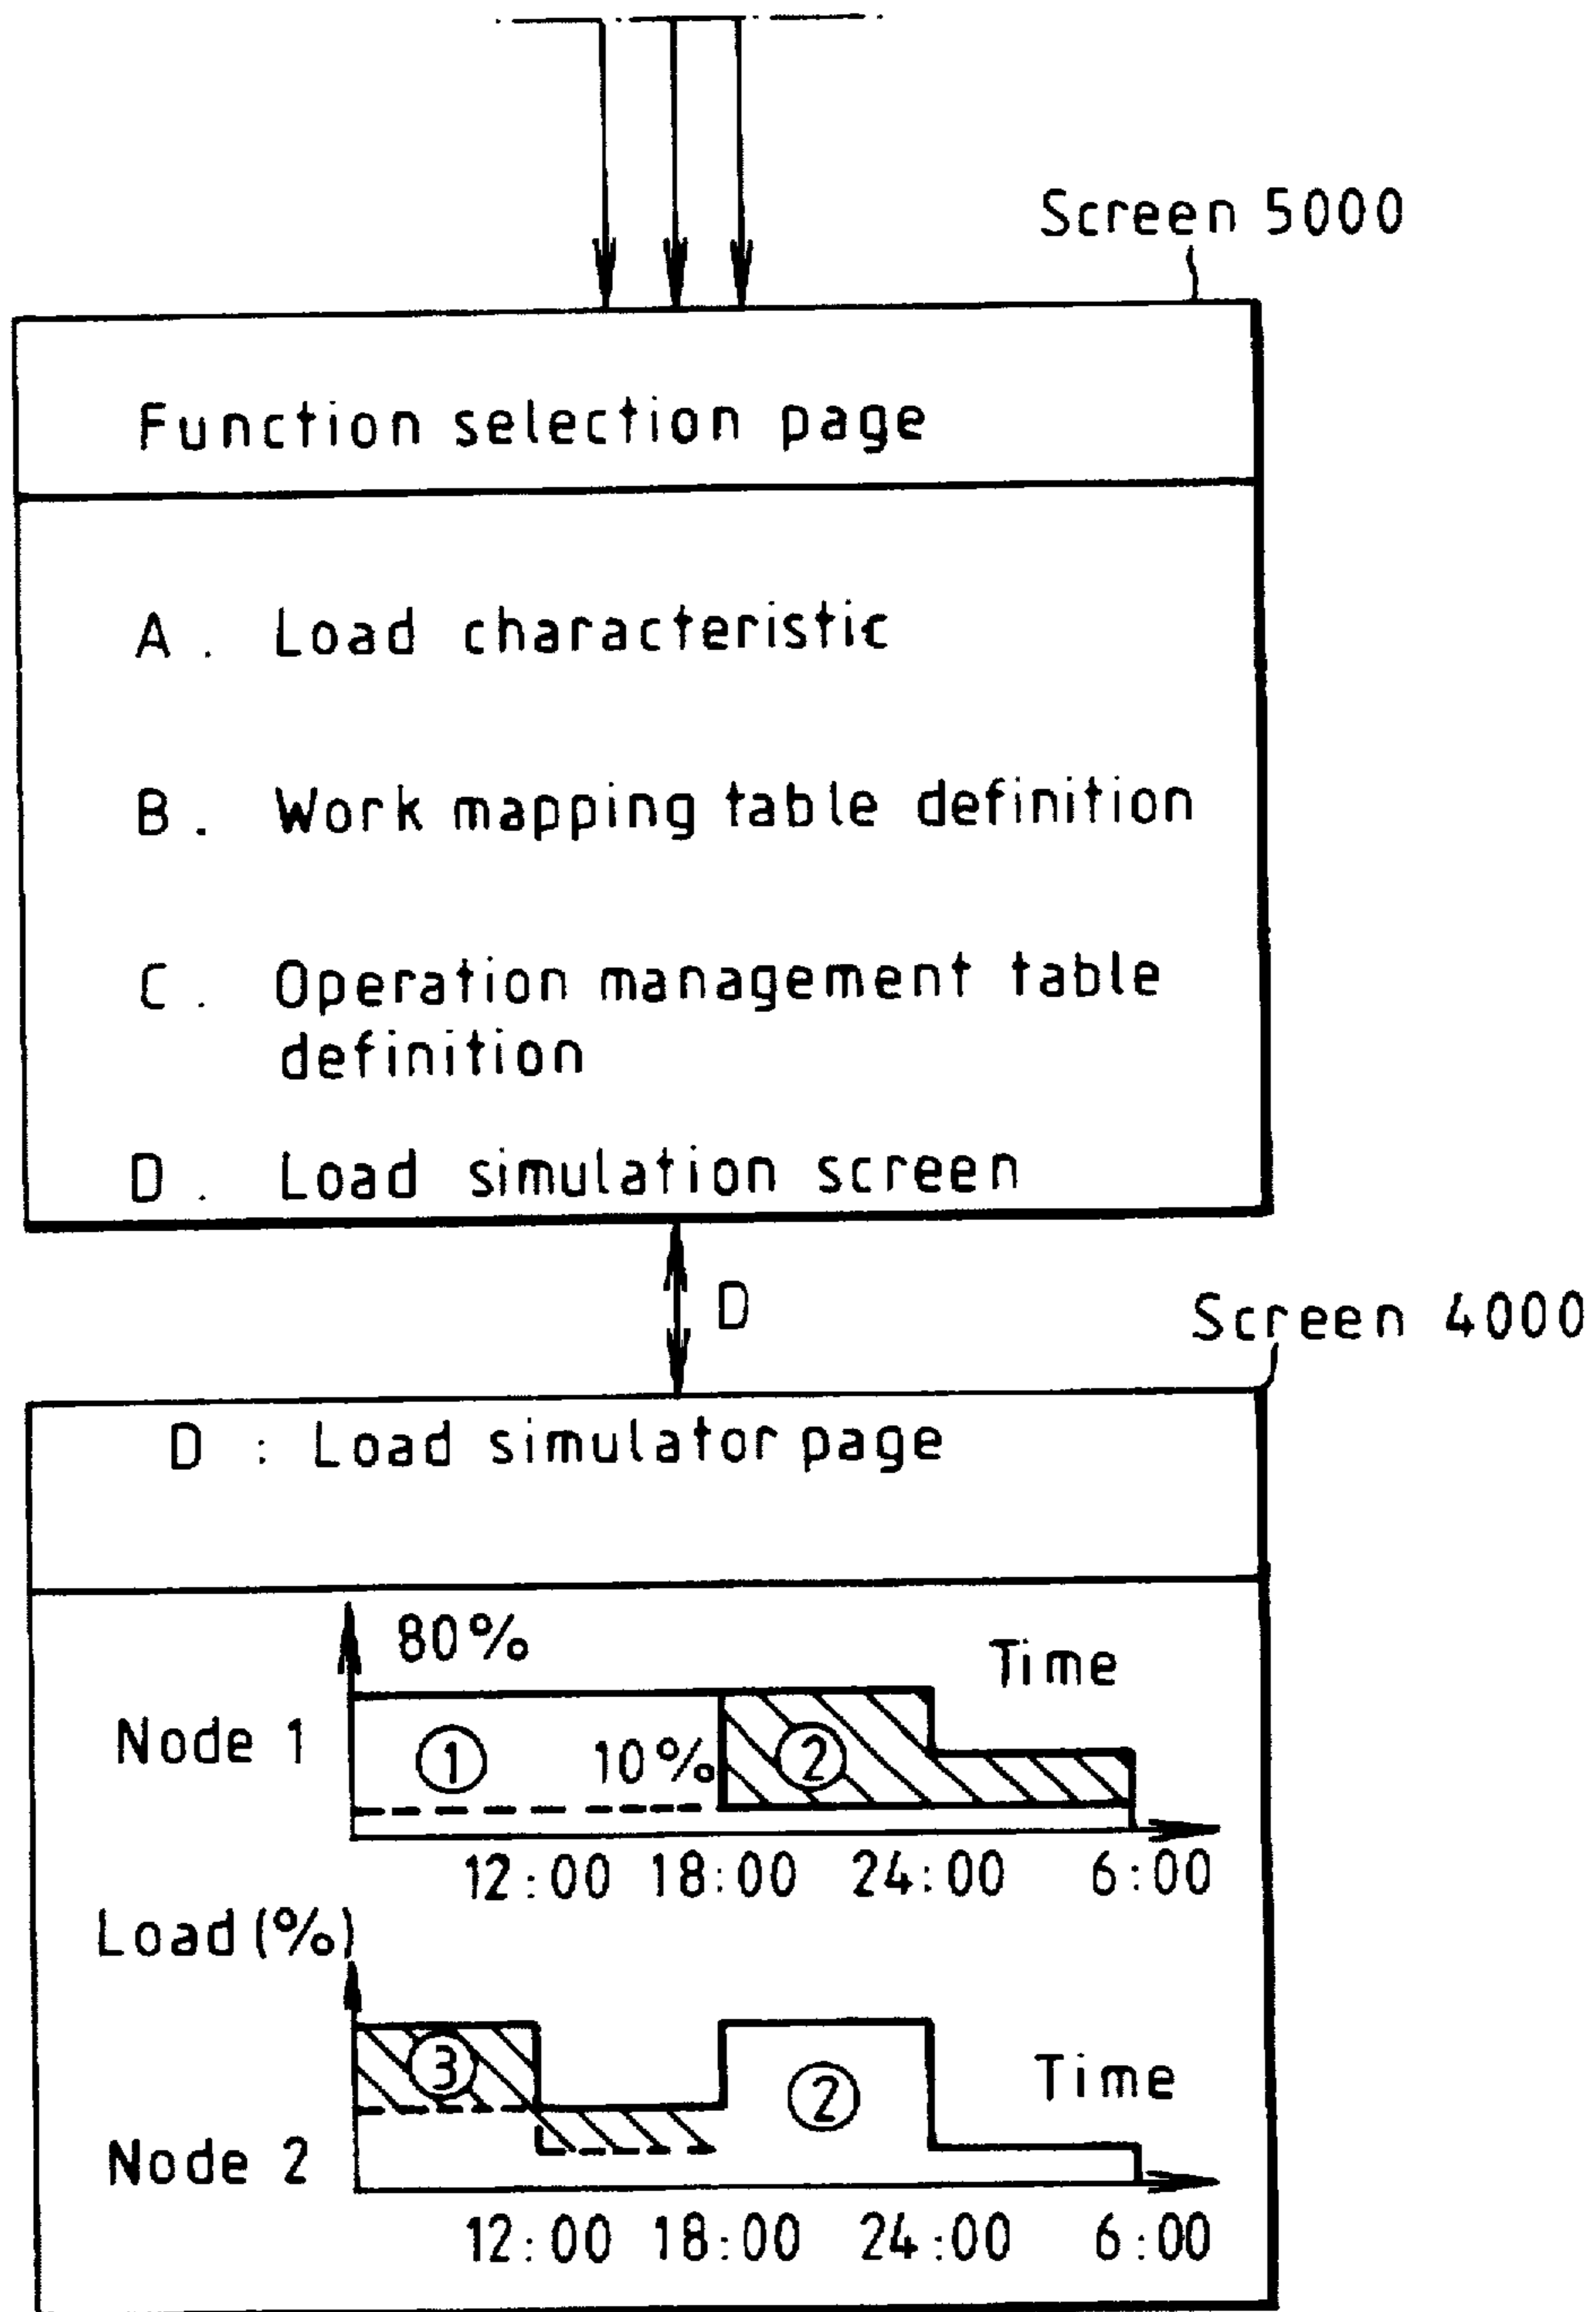 Screen 5000
Function selection page
A. Load characteristic
B. Work mapping table definition
C. Operation management table
definition
D. Load simulation screen
D
Screen 4000
D : Load simulator page
80%
Time
Node 1
① 10% ②
12:00 18:00 24:00 6:00
Load (%)
③
②
Time
Node 2
12:00 18:00 24:00 6:00